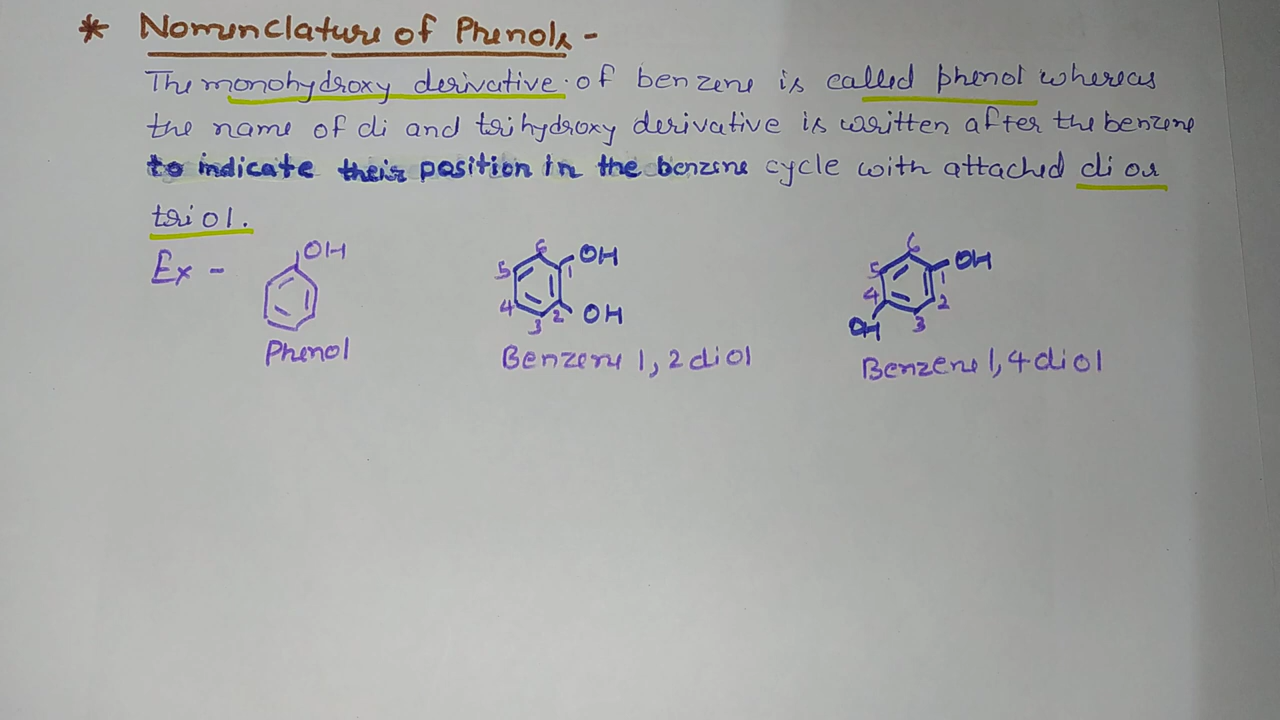 * Nomenclature of Phenols -
The monohydroxy derivative of benzene is called phenol whereas
the name of di and trihydroxy derivative is written after the benzene
to indicate their position in the benzene cycle with attached di or
triol.
Ex -
OH
Phenol
6 5 4 3 2 1 OH OH
Benzene 1,2 diol
6 5 4 3 2 1 OH OH
Benzene 1,4 diol